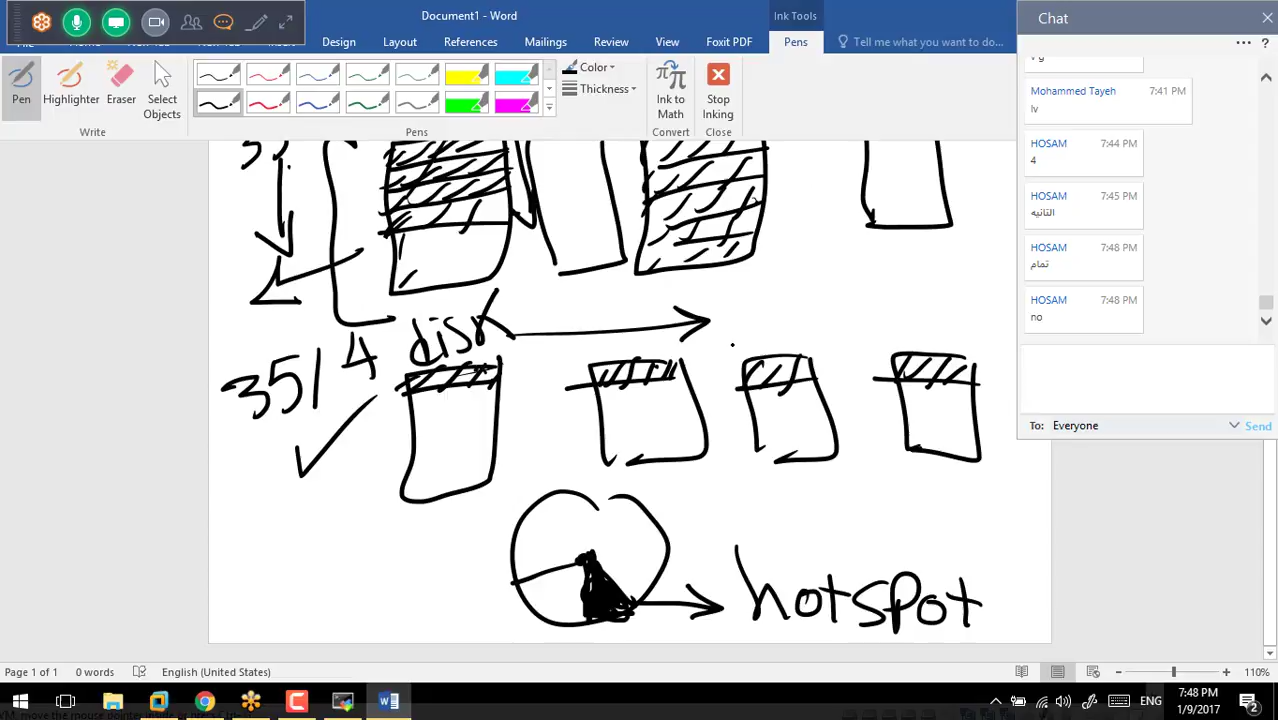 Document1 - Word
Ink Tools
Chat
Design
Layout
References
Mailings
Review
View
Foxit PDF
Pens
Tell me what you want to do...
Pen
Highlighter
Eraser
Select Objects
Color
Thickness
Ink to Math
Stop Inking
Write
Pens
Convert
Close
Mohammed Tayeh 7:41 PM
lv
HOSAM 7:44 PM
4
HOSAM 7:45 PM
التانيه
HOSAM 7:48 PM
تمام
HOSAM 7:48 PM
no
To: Everyone
Send
disk
35/4
hotspot
Page 1 of 1
0 words
English (United States)
110%
ENG
7:48 PM
1/9/2017
2